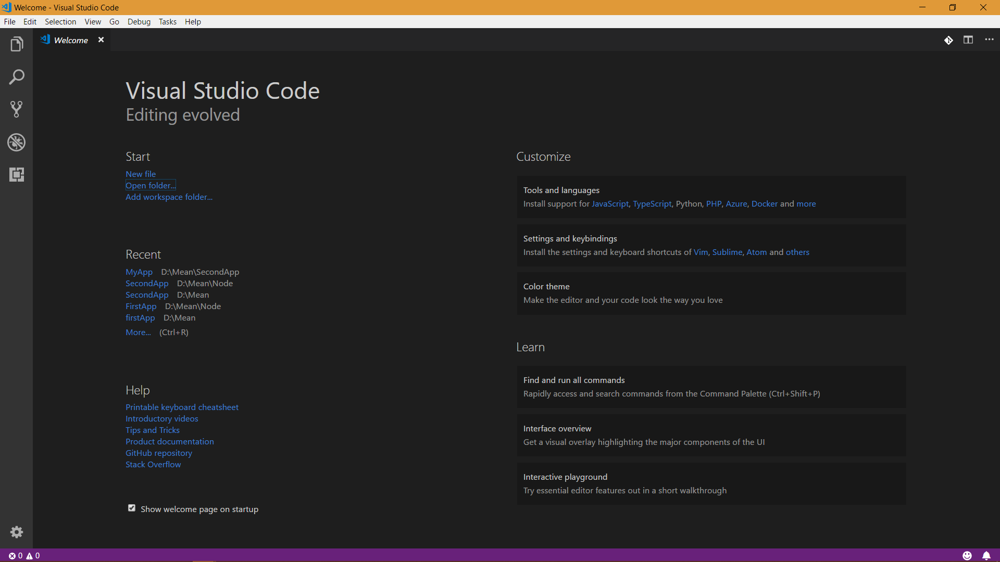 Welcome - Visual Studio Code
File Edit Selection View Go Debug Tasks Help
Welcome
Visual Studio Code
Editing evolved
Start
New file
Open folder...
Add workspace folder...
Recent
MyApp D:\Mean\SecondApp
SecondApp D:\Mean\Node
SecondApp D:\Mean
FirstApp D:\Mean\Node
firstApp D:\Mean
More... (Ctrl+R)
Help
Printable keyboard cheatsheet
Introductory videos
Tips and Tricks
Product documentation
GitHub repository
Stack Overflow
Show welcome page on startup
Customize
Tools and languages
Install support for JavaScript, TypeScript, Python, PHP, Azure, Docker and more
Settings and keybindings
Install the settings and keyboard shortcuts of Vim, Sublime, Atom and others
Color theme
Make the editor and your code look the way you love
Learn
Find and run all commands
Rapidly access and search commands from the Command Palette (Ctrl+Shift+P)
Interface overview
Get a visual overlay highlighting the major components of the UI
Interactive playground
Try essential editor features out in a short walkthrough
0 0